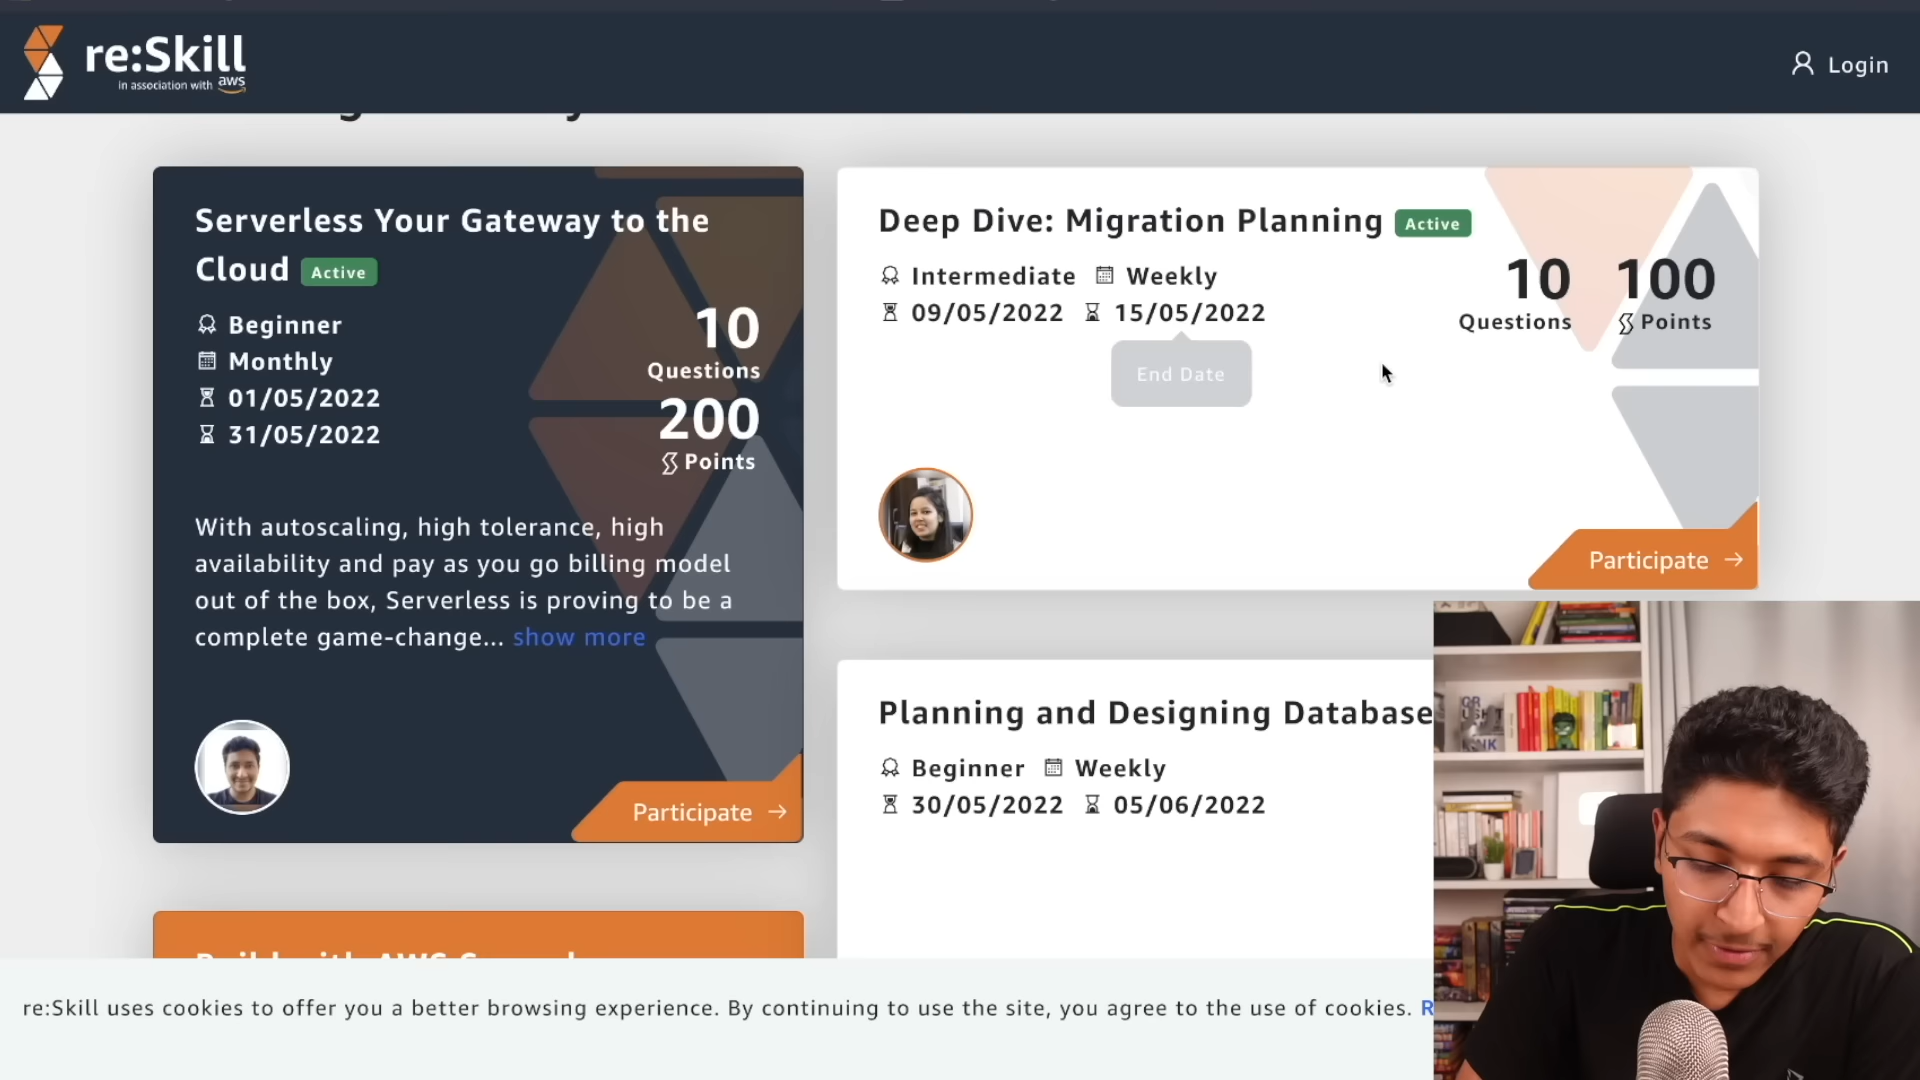 re:Skill
in association with aws
Login
Serverless Your Gateway to the
Cloud Active
Beginner
Monthly
01/05/2022
31/05/2022
10
Questions
200
Points
With autoscaling, high tolerance, high
availability and pay as you go billing model
out of the box, Serverless is proving to be a
complete game-change... show more
Participate →
Deep Dive: Migration Planning Active
Intermediate Weekly
09/05/2022 15/05/2022
End Date
10 100
Questions Points
Participate →
Planning and Designing Database
Beginner Weekly
30/05/2022 05/06/2022
re:Skill uses cookies to offer you a better browsing experience. By continuing to use the site, you agree to the use of cookies. R